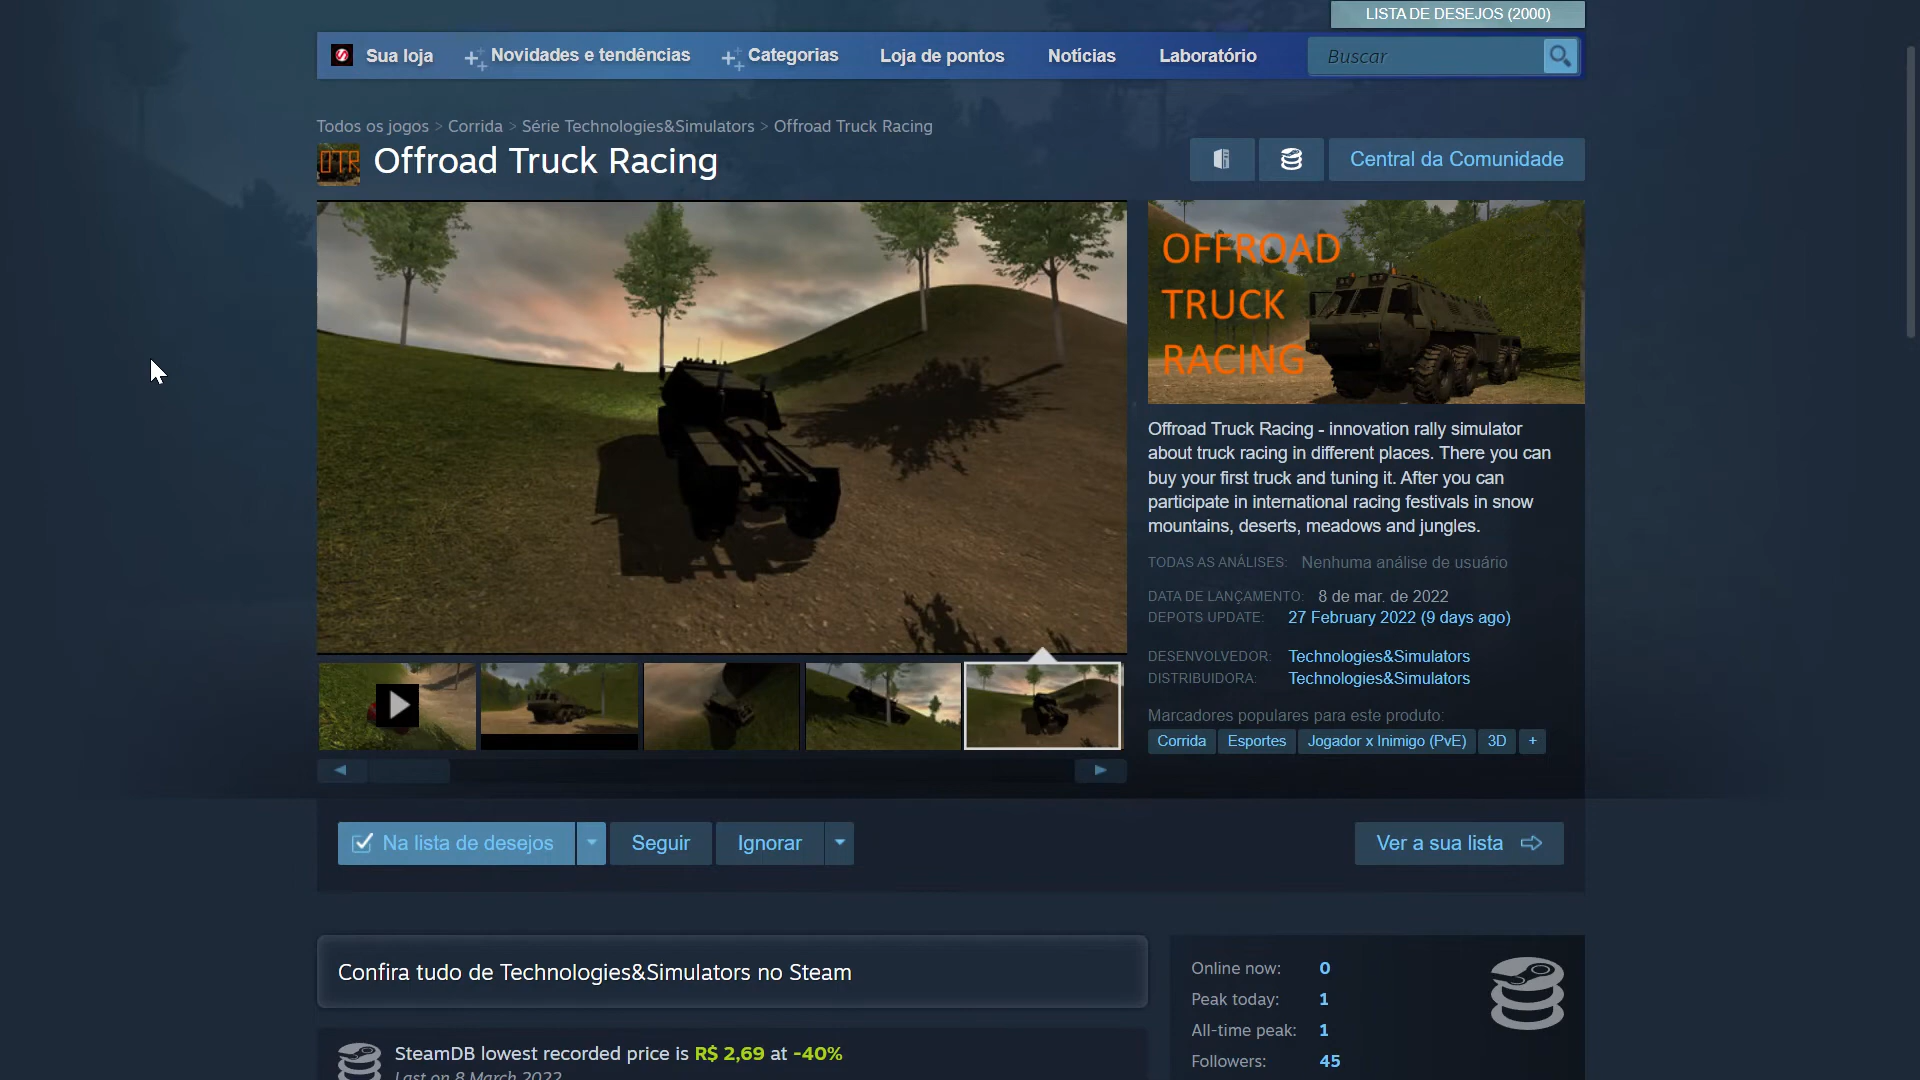 LISTA DE DESEJOS (2000)
Sua loja Novidades e tendências Categorias Loja de pontos Notícias Laboratório Buscar
Todos os jogos > Corrida > Série Technologies&Simulators > Offroad Truck Racing
OTR Offroad Truck Racing
Central da Comunidade
OFFROAD
TRUCK
RACING
Offroad Truck Racing - innovation rally simulator
about truck racing in different places. There you can
buy your first truck and tuning it. After you can
participate in international racing festivals in snow
mountains, deserts, meadows and jungles.
TODAS AS ANÁLISES: Nenhuma análise de usuário
DATA DE LANÇAMENTO: 8 de mar. de 2022
DEPOTS UPDATE: 27 February 2022 (9 days ago)
DESENVOLVEDOR: Technologies&Simulators
DISTRIBUIDORA: Technologies&Simulators
Marcadores populares para este produto:
Corrida Esportes Jogador x Inimigo (PvE) 3D +
Na lista de desejos Seguir Ignorar Ver a sua lista
Confira tudo de Technologies&Simulators no Steam
Online now: 0
Peak today: 1
All-time peak: 1
Followers: 45
SteamDB lowest recorded price is R$ 2,69 at -40%
Last on 8 March 2022